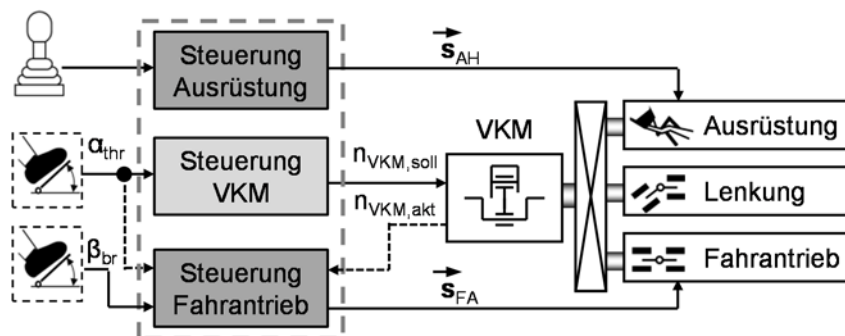 Steuerung
Ausrüstung
s_AH
α_thr
Steuerung
VKM
n_VKM,soll
n_VKM,akt
VKM
Ausrüstung
Lenkung
Fahrantrieb
β_br
Steuerung
Fahrantrieb
s_FA